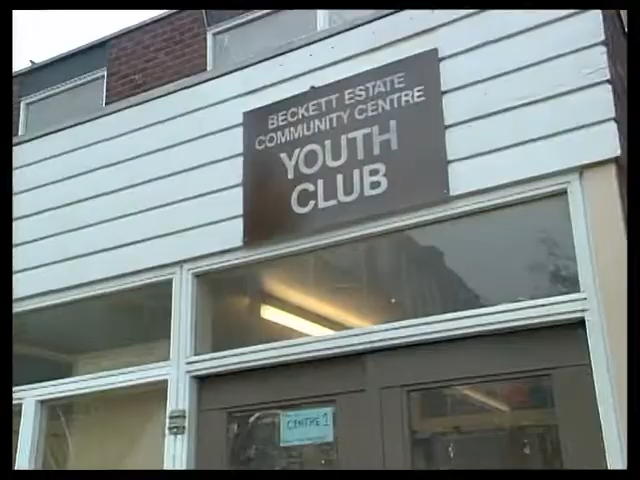 BECKETT ESTATE
COMMUNITY CENTRE
YOUTH
CLUB
CENTRE 1